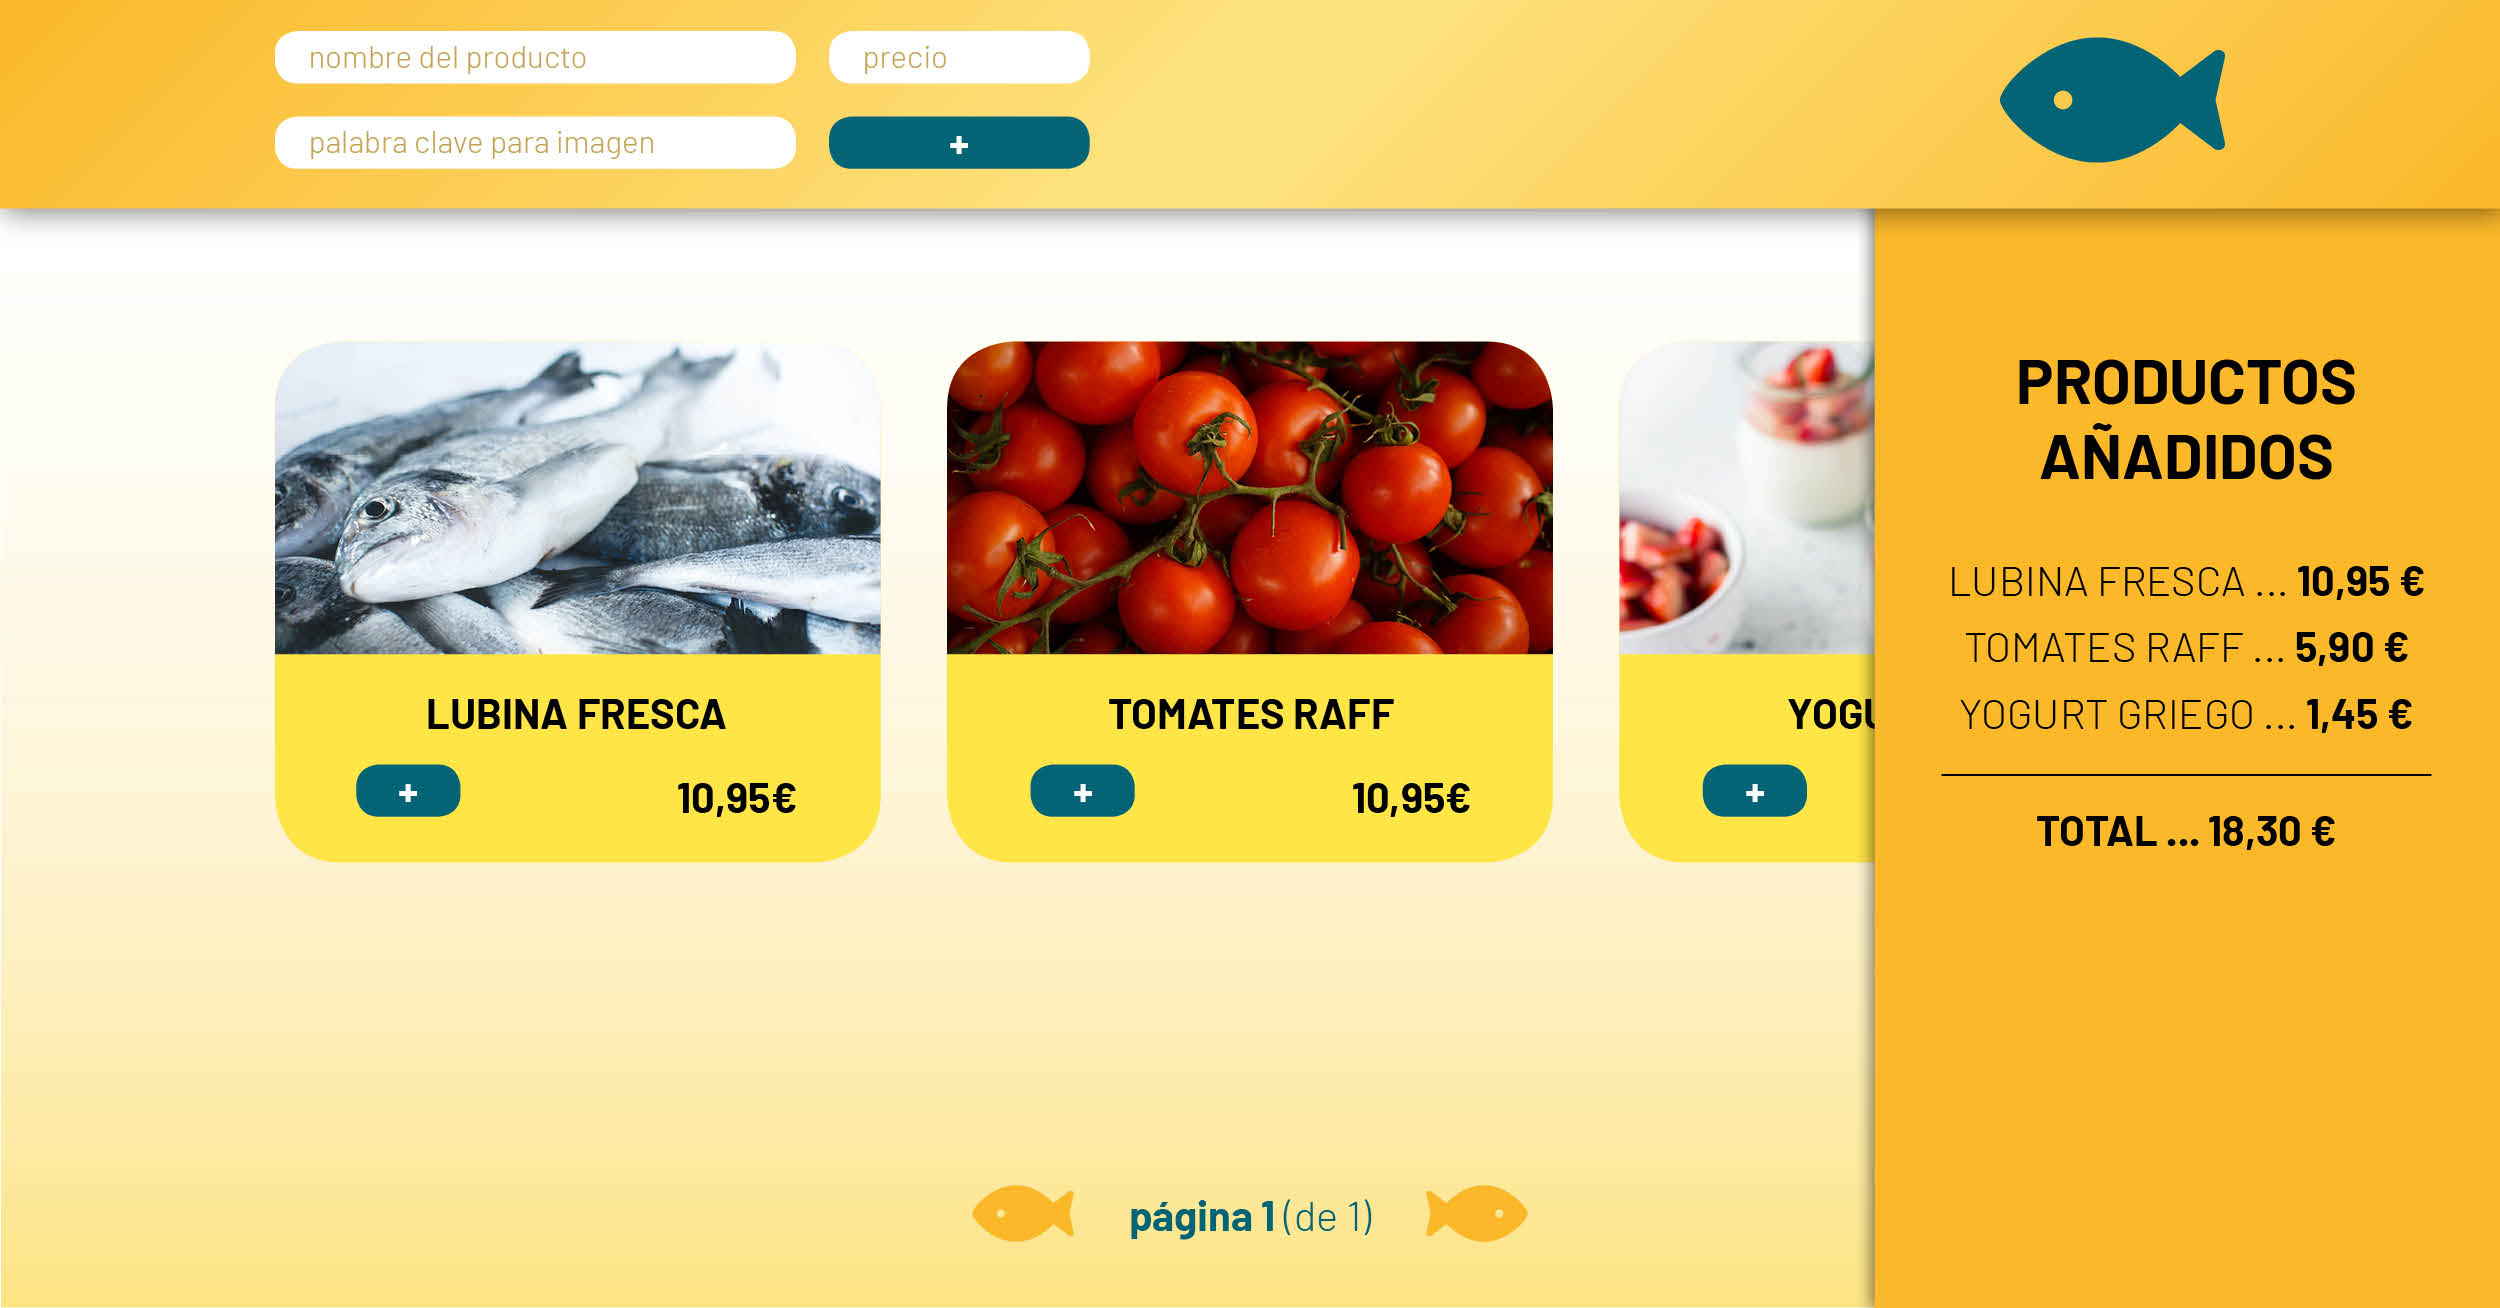 nombre del producto
precio
palabra clave para imagen
+
PRODUCTOS
AÑADIDOS
LUBINA FRESCA ... 10,95 €
TOMATES RAFF ... 5,90 €
YOGURT GRIEGO ... 1,45 €
TOTAL ... 18,30 €
LUBINA FRESCA
+ 10,95€
TOMATES RAFF
+ 10,95€
YOGU
+
página 1 (de 1)